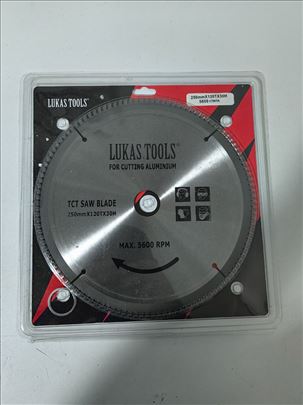 LUKAS TOOLS
250mmX120TX30H
5600 r/min
LUKAS TOOLS
FOR CUTTING ALUMINIUM
TCT SAW BLADE
250mmX120TX30H
MAX. 5600 RPM